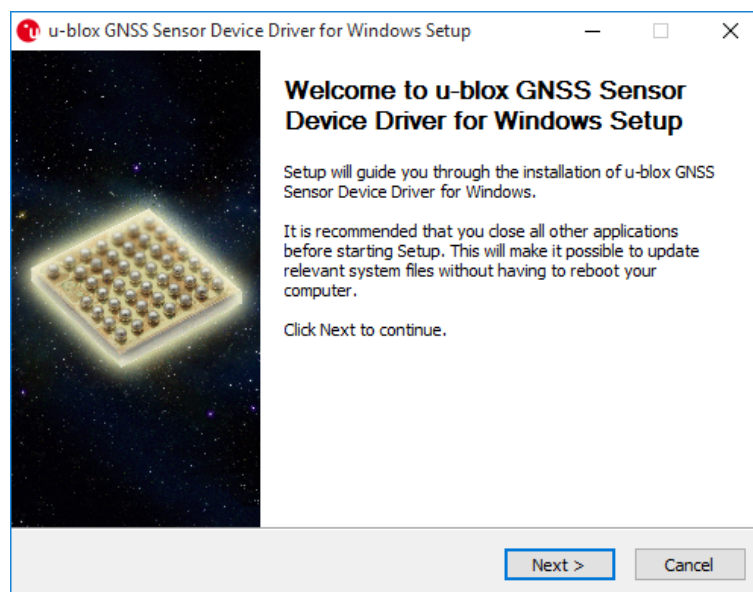 u-blox GNSS Sensor Device Driver for Windows Setup
Welcome to u-blox GNSS Sensor
Device Driver for Windows Setup
Setup will guide you through the installation of u-blox GNSS
Sensor Device Driver for Windows.
It is recommended that you close all other applications
before starting Setup. This will make it possible to update
relevant system files without having to reboot your
computer.
Click Next to continue.
Next >
Cancel